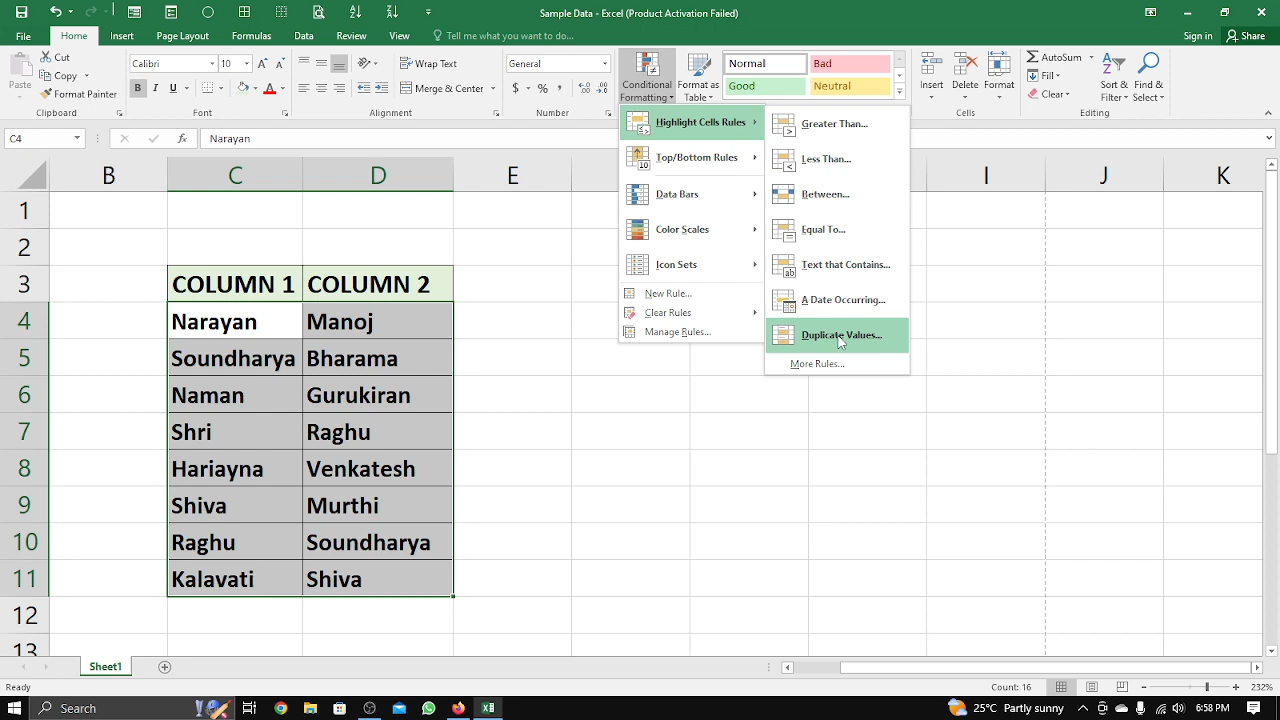 Sample Data - Excel (Product Activation Failed)
File Home Insert Page Layout Formulas Data Review View Tell me what you want to do... Sign in Share
Paste Cut Copy Format Painter Clipboard
Calibri B I U A A A Font
Wrap Text Merge & Center Alignment
General $ % , Number
Conditional Formatting Format as Table
Normal Bad
Good Neutral
Insert Delete Format Cells
AutoSum Fill Clear Sort & Filter Find & Select Editing
C4 fx Narayan
Highlight Cells Rules
Top/Bottom Rules
Data Bars
Color Scales
Icon Sets
New Rule...
Clear Rules
Manage Rules...
Greater Than...
Less Than...
Between...
Equal To...
Text that Contains...
A Date Occurring...
Duplicate Values...
More Rules...
B C D E I J K
1
2
3 COLUMN 1 COLUMN 2
4 Narayan Manoj
5 Soundharya Bharama
6 Naman Gurukiran
7 Shri Raghu
8 Hariayna Venkatesh
9 Shiva Murthi
10 Raghu Soundharya
11 Kalavati Shiva
12
13
Sheet1
Ready Count: 16 232%
Search 25°C Partly sunny 6:58 PM